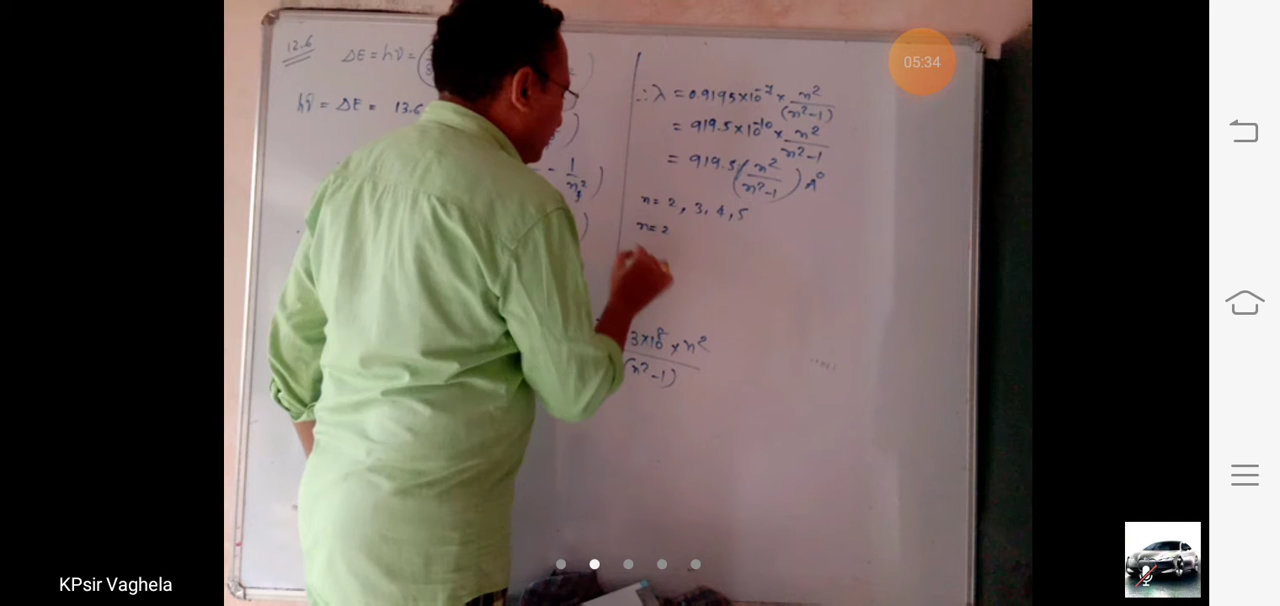 12.6
ΔE = hν =
hν = ΔE = 13.6
- 1/n²)
∴ λ = 0.9195×10⁻⁷ × n²/(n²-1)
= 919.5×10⁻¹⁰ × n²/n²-1
= 919.5 (n²/n²-1) A°
n = 2, 3, 4, 5
n = 2
3×10⁸ × n²
(n²-1)
05:34
KPsir Vaghela